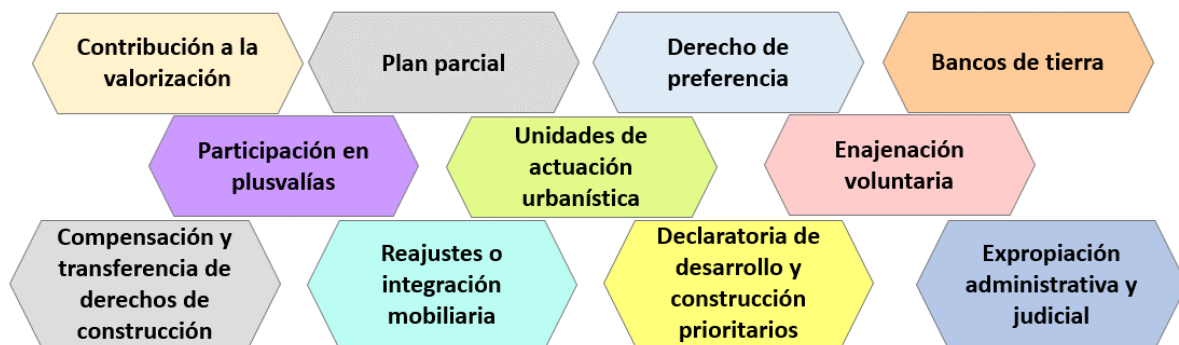 Contribución a la
valorización
Plan parcial
Derecho de
preferencia
Bancos de tierra
Participación en
plusvalías
Unidades de
actuación
urbanística
Enajenación
voluntaria
Compensación y
transferencia de
derechos de
construcción
Reajustes o
integración
mobiliaria
Declaratoria de
desarrollo y
construcción
prioritarios
Expropiación
administrativa y
judicial